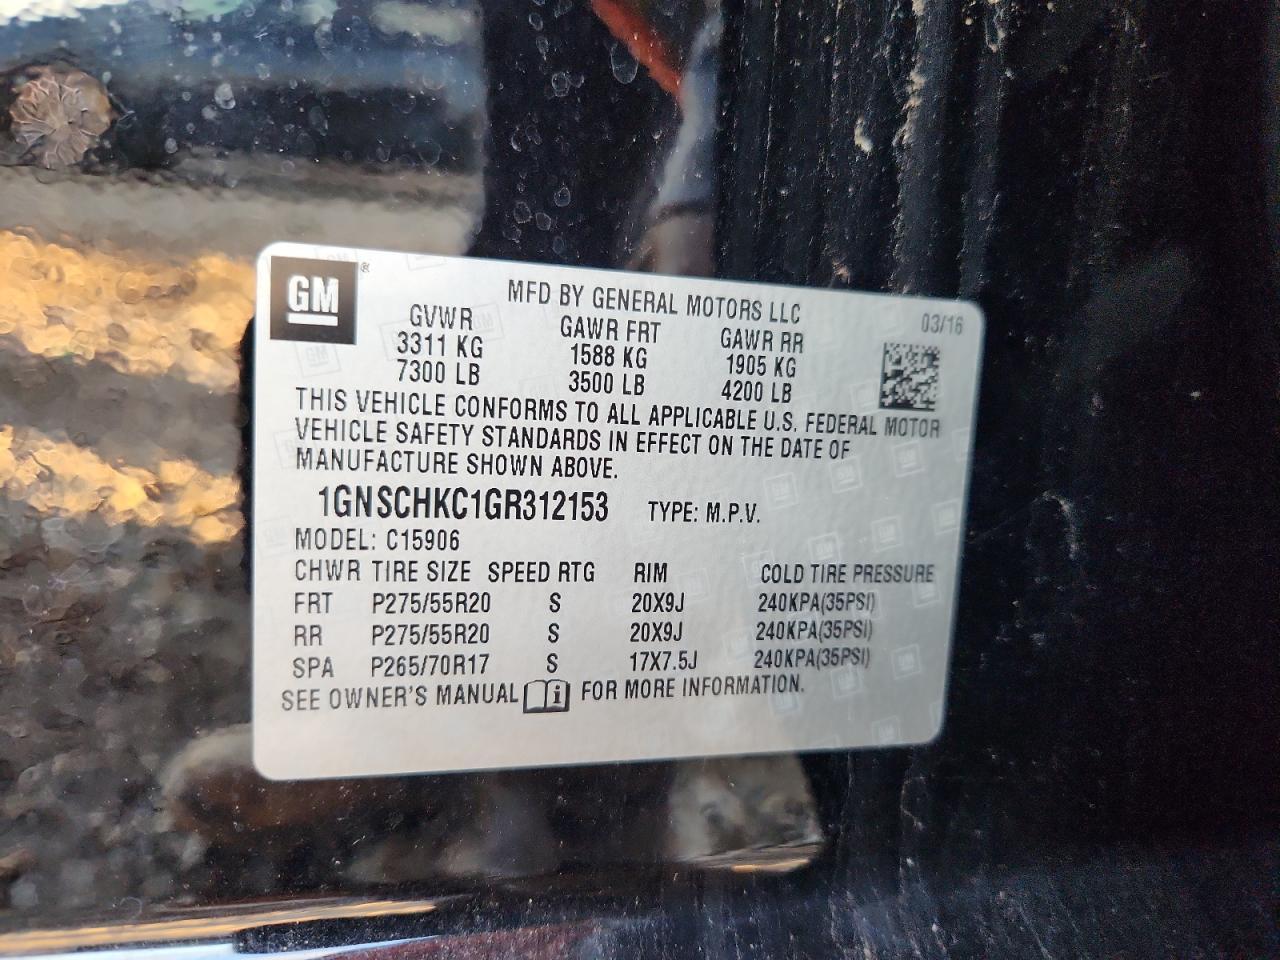 GM®
MFD BY GENERAL MOTORS LLC
03/16
GVWR GAWR FRT GAWR RR
3311 KG 1588 KG 1905 KG
7300 LB 3500 LB 4200 LB
THIS VEHICLE CONFORMS TO ALL APPLICABLE U.S. FEDERAL MOTOR
VEHICLE SAFETY STANDARDS IN EFFECT ON THE DATE OF
MANUFACTURE SHOWN ABOVE.
1GNSCHKC1GR312153 TYPE: M.P.V.
MODEL: C15906
CHWR TIRE SIZE SPEED RTG RIM COLD TIRE PRESSURE
FRT P275/55R20 S 20X9J 240KPA(35PSI)
RR P275/55R20 S 20X9J 240KPA(35PSI)
SPA P265/70R17 S 17X7.5J 240KPA(35PSI)
SEE OWNER'S MANUAL i FOR MORE INFORMATION.